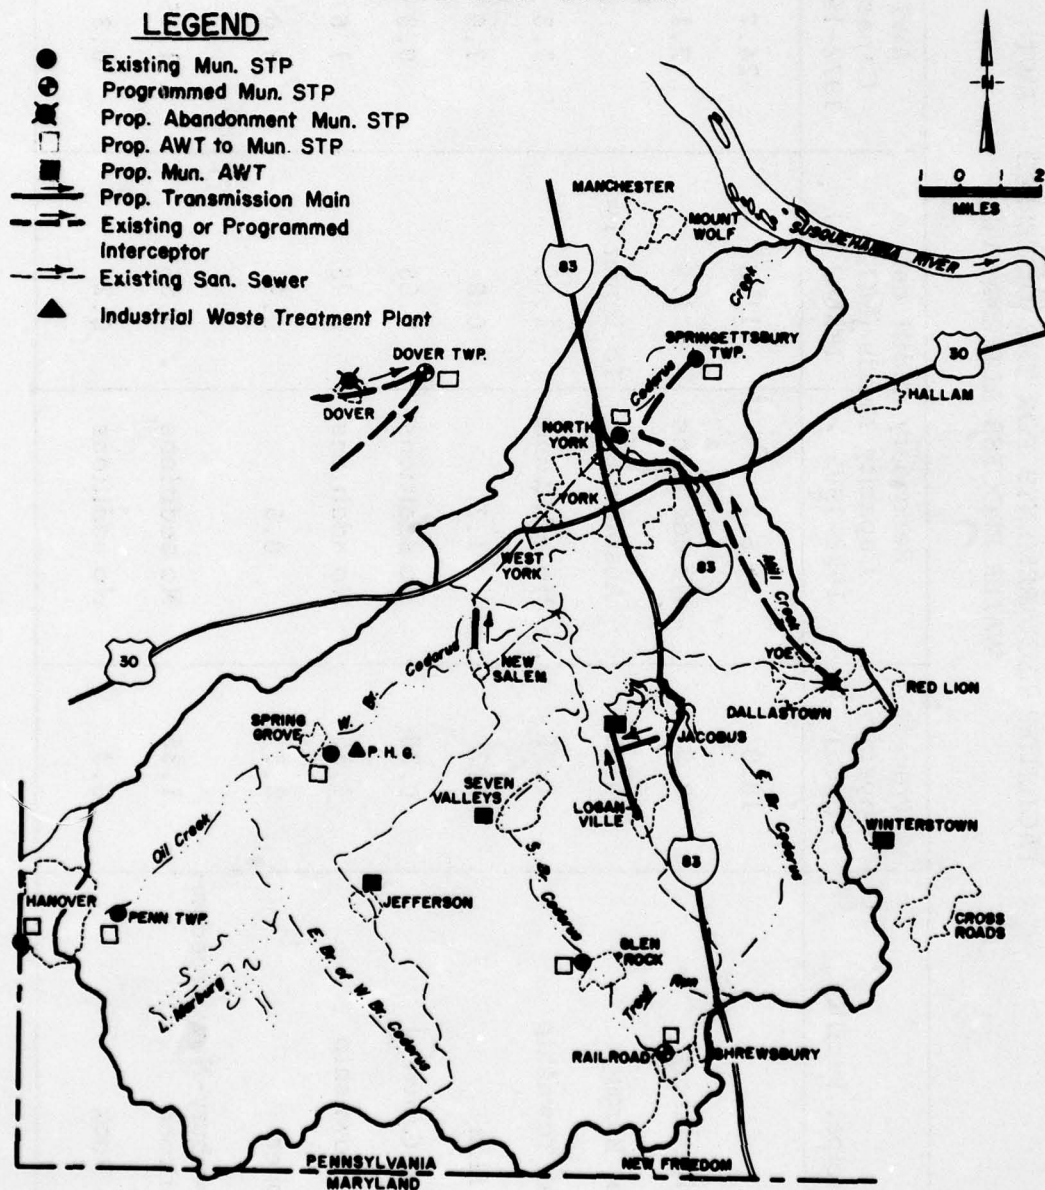 LEGEND
Existing Mun. STP
Programmed Mun. STP
Prop. Abandonment Mun. STP
Prop. AWT to Mun. STP
Prop. Mun. AWT
Prop. Transmission Main
Existing or Programmed
Interceptor
Existing San. Sewer
Industrial Waste Treatment Plant
N
1 0 2
MILES
MANCHESTER
MOUNT
WOLF
SUSQUEHANNA RIVER
83
Creek
Codorus
SPRINGETTSBURY
TWP.
30
HALLAM
DOVER TWP.
DOVER
NORTH
YORK
YORK
WEST
YORK
83
Mill Creek
30
W. Br. Codorus
NEW
SALEM
YOE
RED LION
DALLASTOWN
SPRING
GROVE
P. H. G.
JACOBUS
SEVEN
VALLEYS
LOGAN-
VILLE
E. Br. Codorus
WINTERSTOWN
Oil Creek
S. Br. Codorus
83
HANOVER
PENN TWP.
JEFFERSON
CROSS
ROADS
GLEN
ROCK
L. Marburg
E. Br. of W. Br. Codorus
Trout Run
RAILROAD
SHREWSBURY
PENNSYLVANIA
MARYLAND
NEW FREEDOM